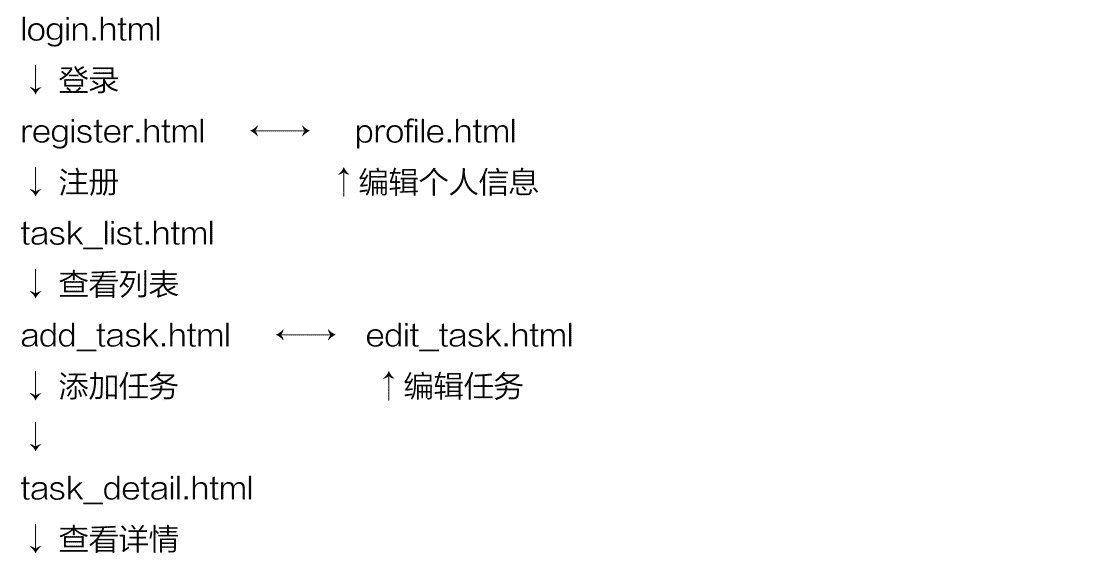 login.html
↓ 登录
register.html ←→ profile.html
↓ 注册 ↑编辑个人信息
task_list.html
↓ 查看列表
add_task.html ←→ edit_task.html
↓ 添加任务 ↑编辑任务
↓
task_detail.html
↓ 查看详情